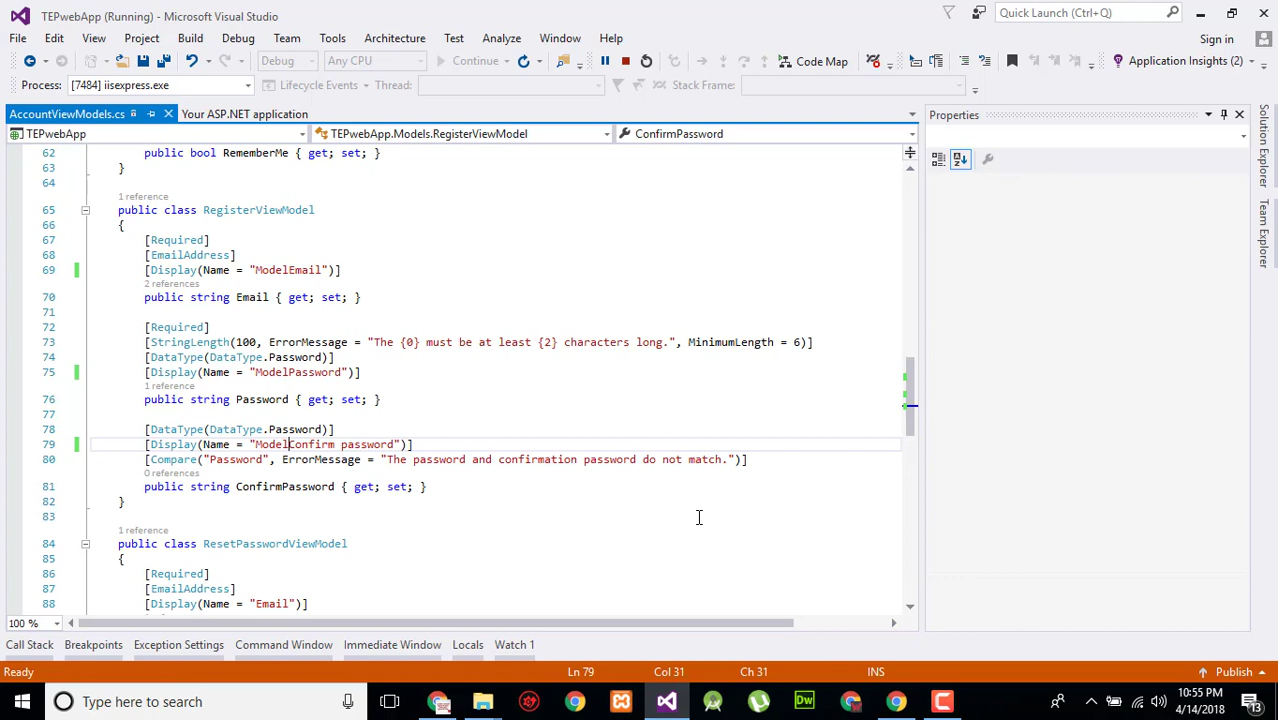 TEPwebApp (Running) - Microsoft Visual Studio
Quick Launch (Ctrl+Q)
File Edit View Project Build Debug Team Tools Architecture Test Analyze Window Help Sign in
Debug Any CPU Continue Code Map Application Insights (2)
Process: [7484] iisexpress.exe Lifecycle Events Thread: Stack Frame:
AccountViewModels.cs Your ASP.NET application
TEPwebApp TEPwebApp.Models.RegisterViewModel ConfirmPassword
Properties
Solution Explorer
Team Explorer
62 public bool RememberMe { get; set; }
63 }
64
1 reference
65 public class RegisterViewModel
66 {
67 [Required]
68 [EmailAddress]
69 [Display(Name = "ModelEmail")]
2 references
70 public string Email { get; set; }
71
72 [Required]
73 [StringLength(100, ErrorMessage = "The {0} must be at least {2} characters long.", MinimumLength = 6)]
74 [DataType(DataType.Password)]
75 [Display(Name = "ModelPassword")]
1 reference
76 public string Password { get; set; }
77
78 [DataType(DataType.Password)]
79 [Display(Name = "ModelConfirm password")]
80 [Compare("Password", ErrorMessage = "The password and confirmation password do not match.")]
0 references
81 public string ConfirmPassword { get; set; }
82 }
83
1 reference
84 public class ResetPasswordViewModel
85 {
86 [Required]
87 [EmailAddress]
88 [Display(Name = "Email")]
100 %
Call Stack Breakpoints Exception Settings Command Window Immediate Window Locals Watch 1
Ready Ln 79 Col 31 Ch 31 INS Publish
Type here to search Dw 10:55 PM
4/14/2018 13